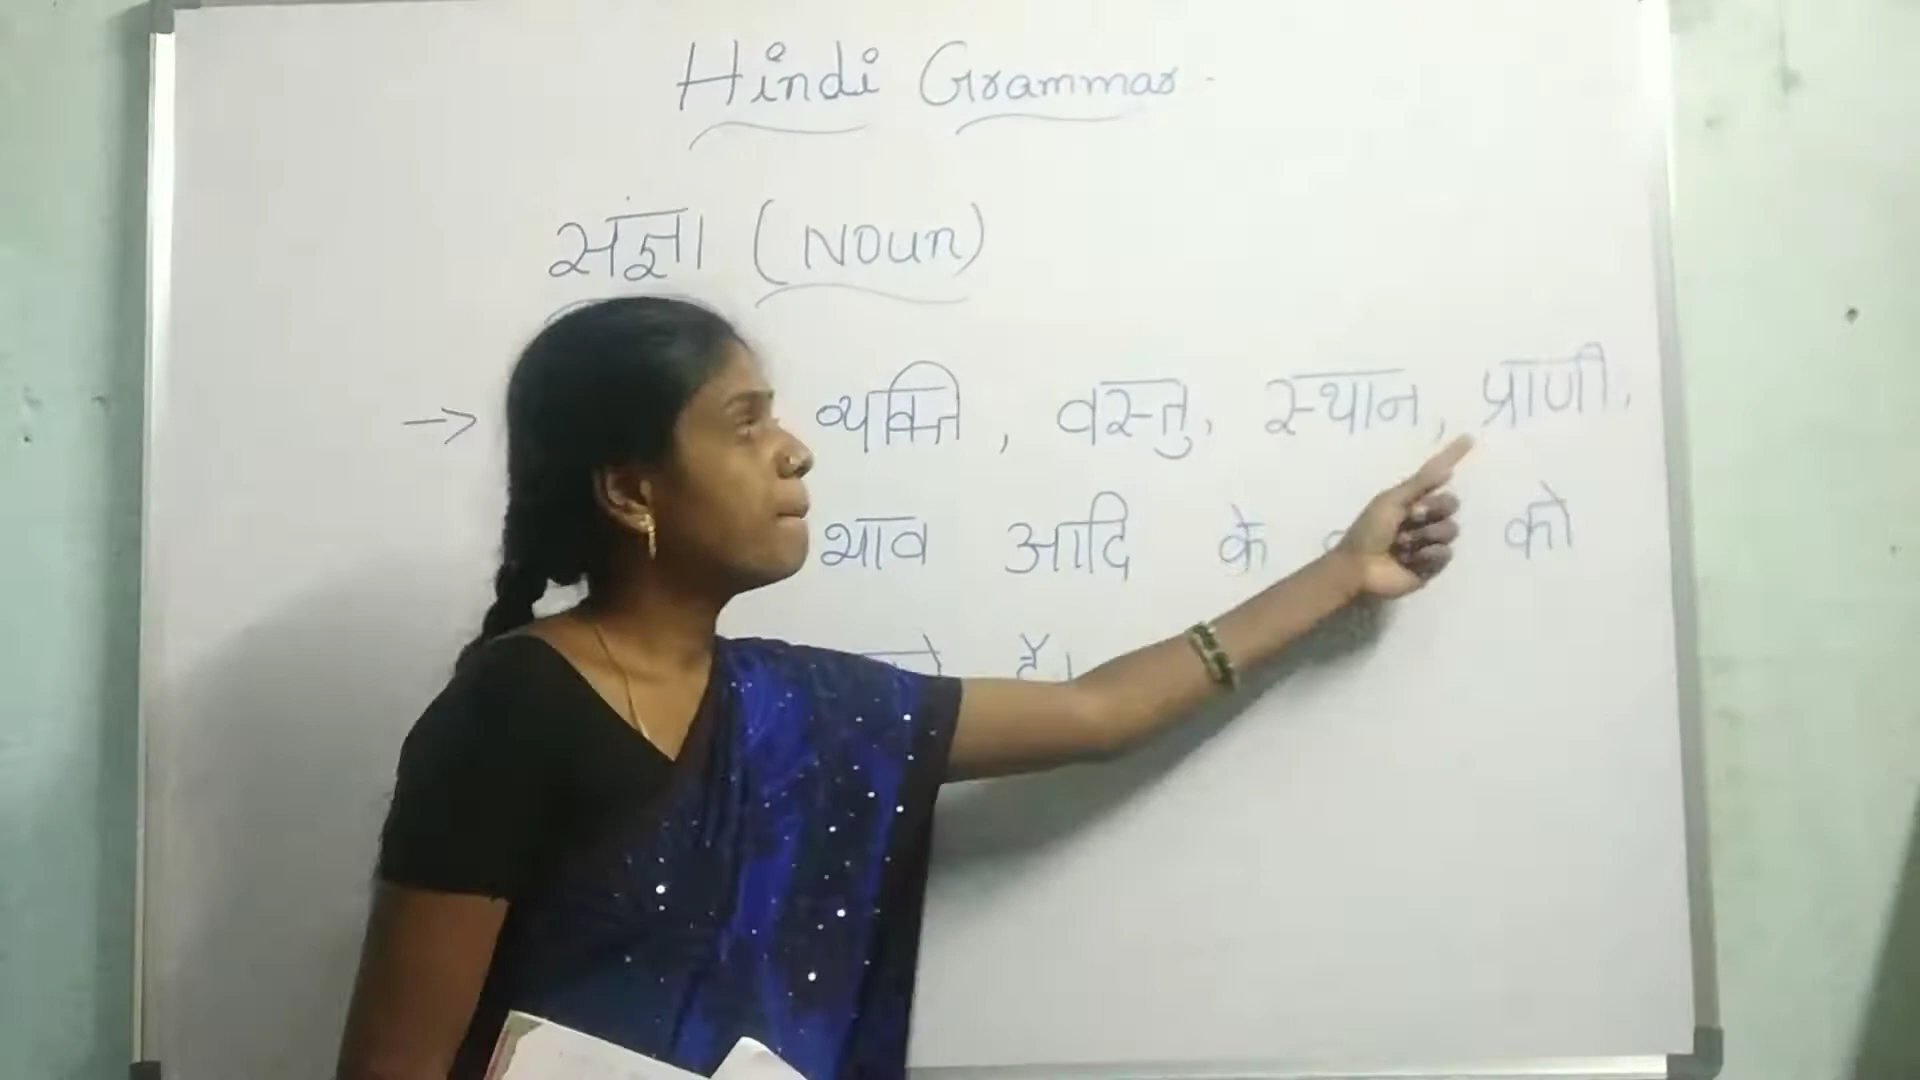 Hindi Grammar
संज्ञा (Noun)
→ व्यक्ति, वस्तु, स्थान, प्राणी,
भाव आदि के को
हैं।